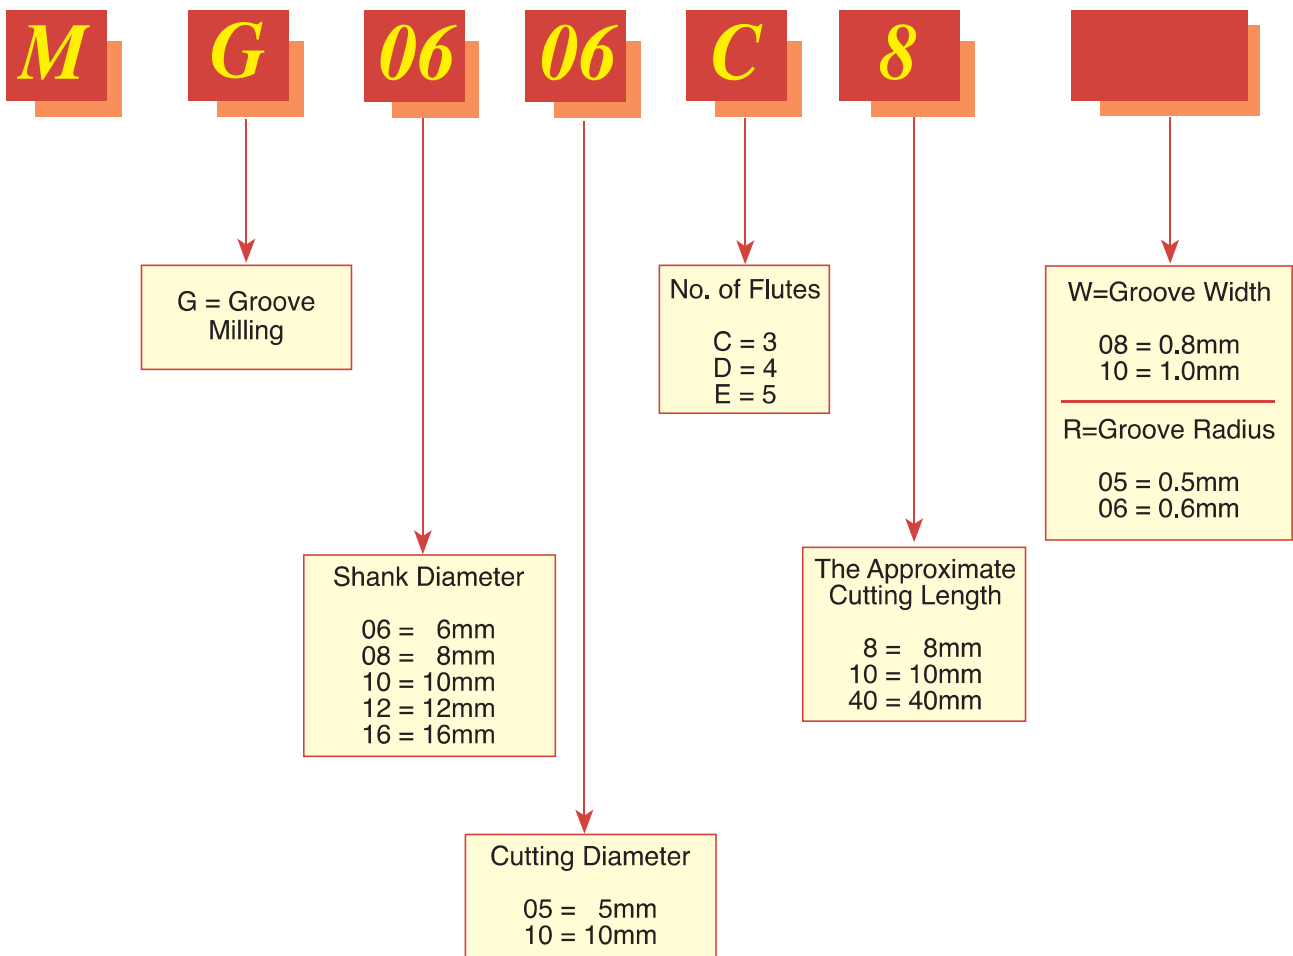 M G 06 06 C 8
G = Groove
Milling
No. of Flutes
C = 3
D = 4
E = 5
W=Groove Width
08 = 0.8mm
10 = 1.0mm
R=Groove Radius
05 = 0.5mm
06 = 0.6mm
Shank Diameter
06 = 6mm
08 = 8mm
10 = 10mm
12 = 12mm
16 = 16mm
The Approximate
Cutting Length
8 = 8mm
10 = 10mm
40 = 40mm
Cutting Diameter
05 = 5mm
10 = 10mm